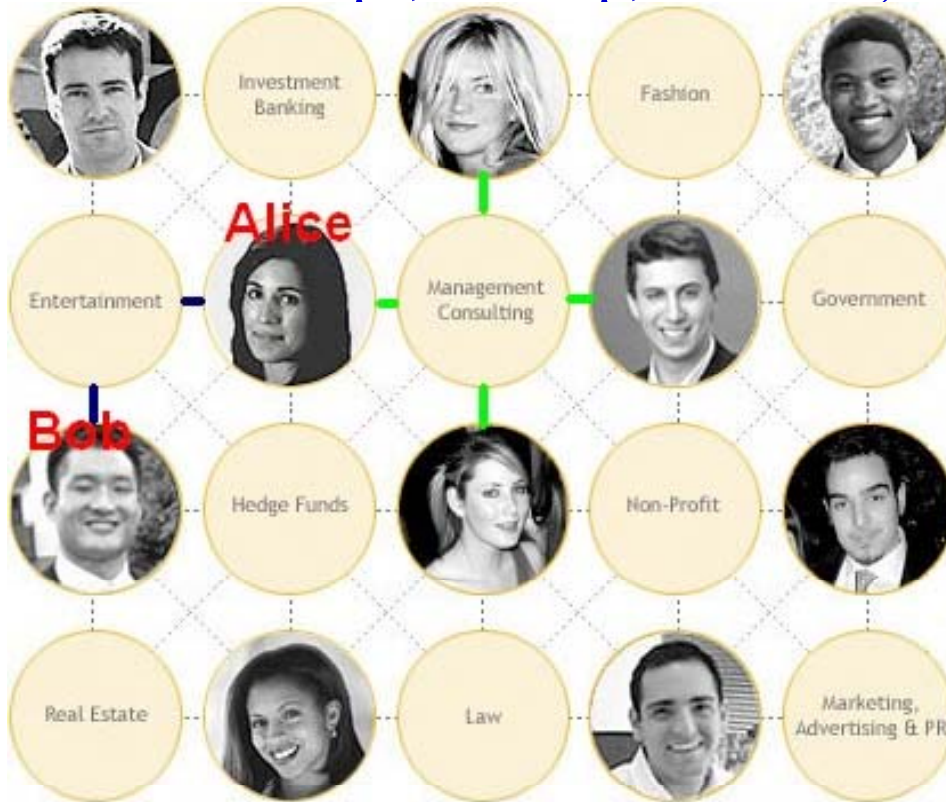 Investment
Banking
Fashion
Alice
Entertainment
Management
Consulting
Government
Bob
Hedge Funds
Non-Profit
Real Estate
Law
Marketing,
Advertising & PR